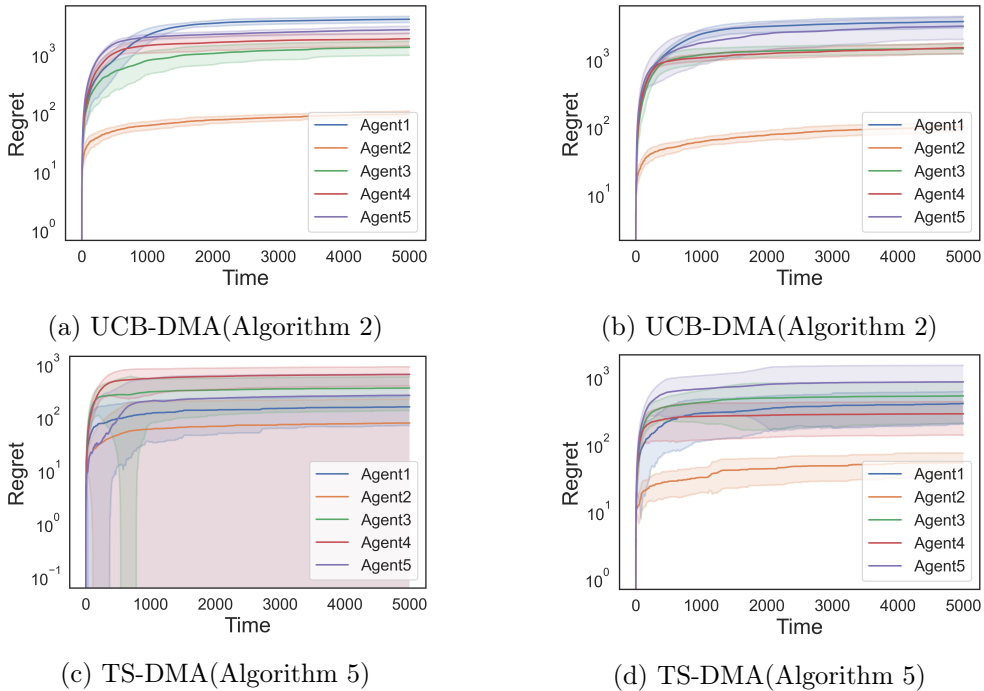 Regret
10^3
10^2
10^1
10^0
Agent1
Agent2
Agent3
Agent4
Agent5
0 1000 2000 3000 4000 5000
Time
(a) UCB-DMA(Algorithm 2)
Regret
10^3
10^2
10^1
Agent1
Agent2
Agent3
Agent4
Agent5
0 1000 2000 3000 4000 5000
Time
(b) UCB-DMA(Algorithm 2)
Regret
10^3
10^2
10^1
10^0
10^−1
Agent1
Agent2
Agent3
Agent4
Agent5
0 1000 2000 3000 4000 5000
Time
(c) TS-DMA(Algorithm 5)
Regret
10^3
10^2
10^1
10^0
Agent1
Agent2
Agent3
Agent4
Agent5
0 1000 2000 3000 4000 5000
Time
(d) TS-DMA(Algorithm 5)